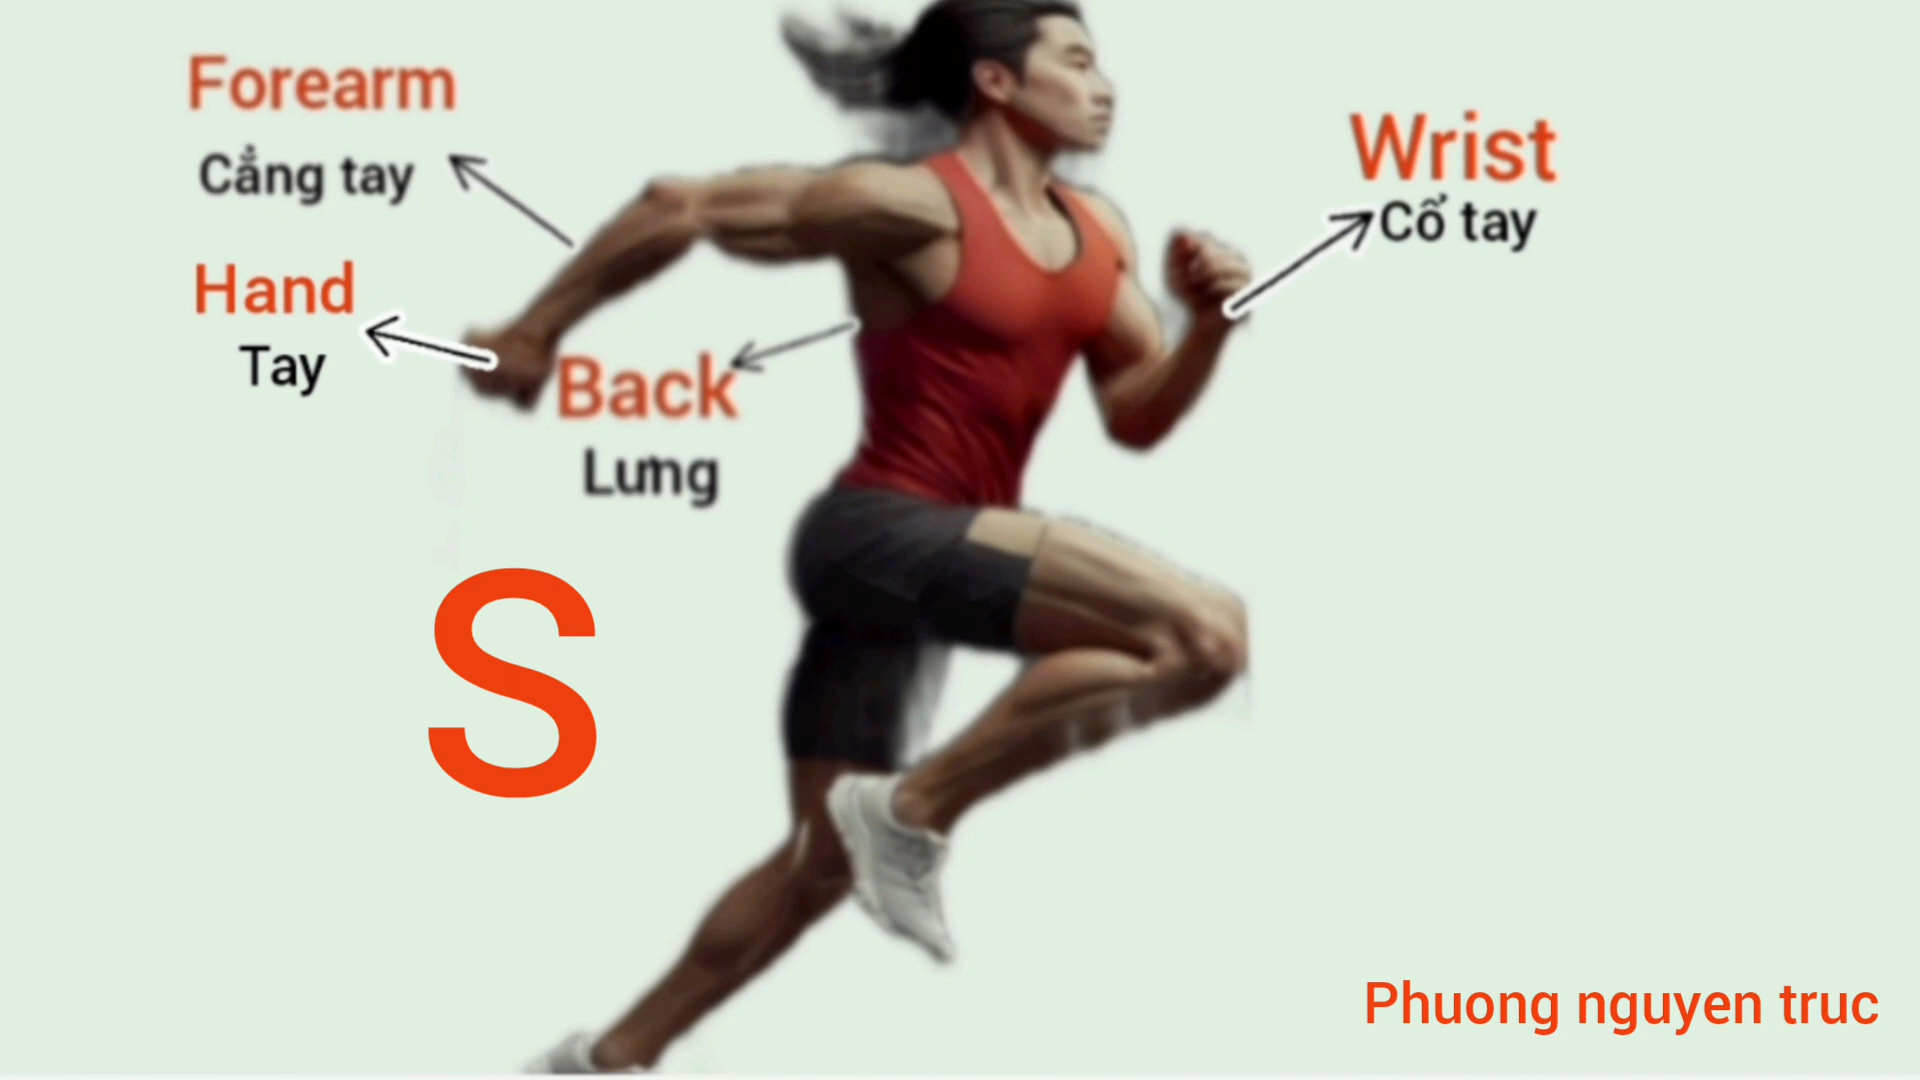 Forearm
Cẳng tay
Hand
Tay
Back
Lưng
Wrist
Cổ tay
S
Phuong nguyen truc